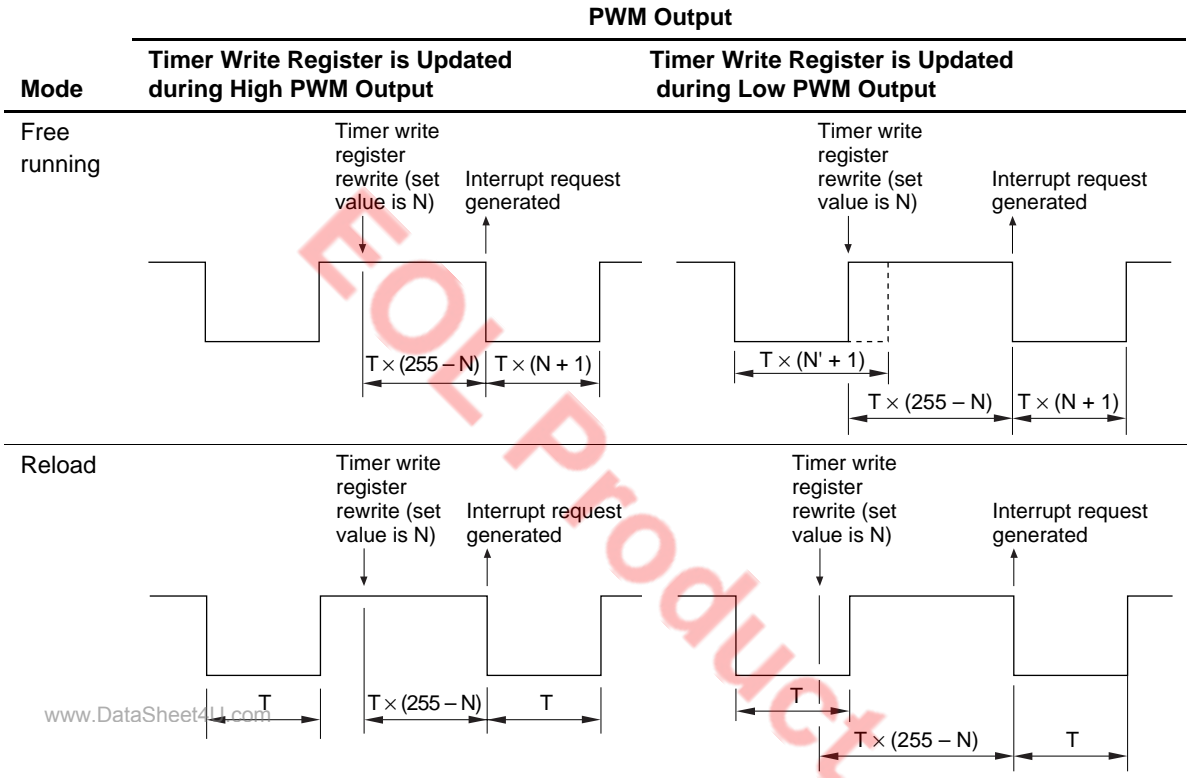 PWM Output
Timer Write Register is Updated
during High PWM Output
Timer Write Register is Updated
during Low PWM Output
Mode
Free
running
Timer write
register
rewrite (set
value is N)
Interrupt request
generated
Timer write
register
rewrite (set
value is N)
Interrupt request
generated
T × (255 – N)
T × (N + 1)
T × (N' + 1)
T × (255 – N)
T × (N + 1)
Reload
Timer write
register
rewrite (set
value is N)
Interrupt request
generated
Timer write
register
rewrite (set
value is N)
Interrupt request
generated
T
T × (255 – N)
T
T
T × (255 – N)
T
www.DataSheet4U.com
EOL Product